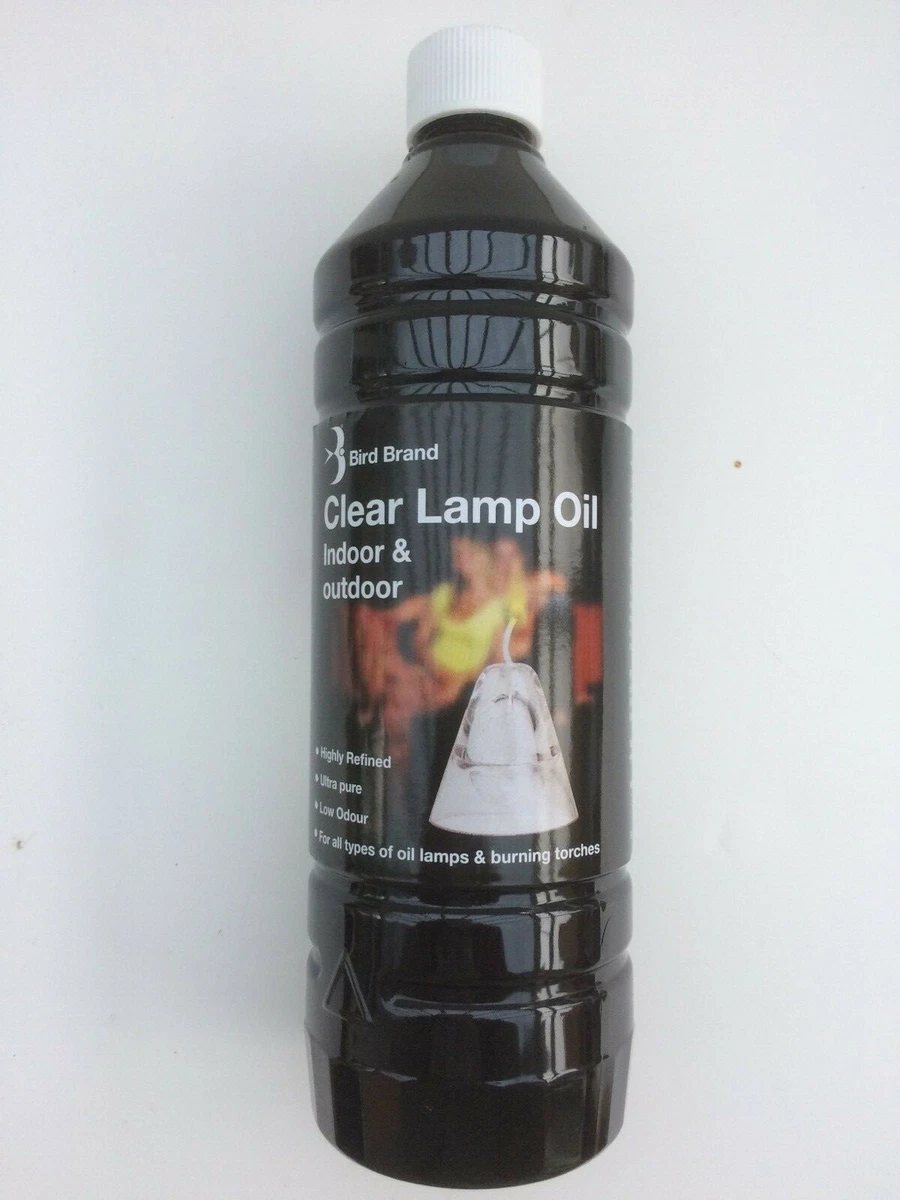 Bird Brand
Clear Lamp Oil
Indoor &
outdoor
• Highly Refined
• Ultra pure
• Low Odour
• For all types of oil lamps & burning torches